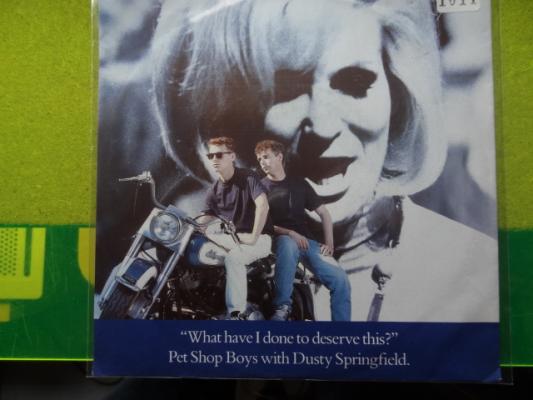 “What have I done to deserve this?”
Pet Shop Boys with Dusty Springfield.